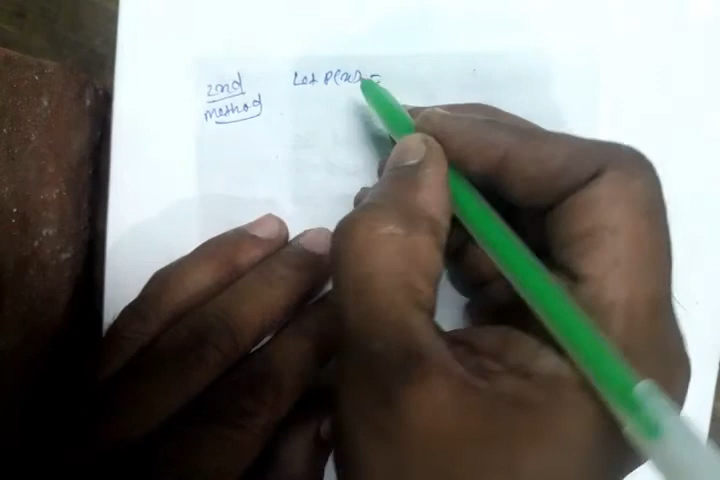 2nd Let P(x) =
method